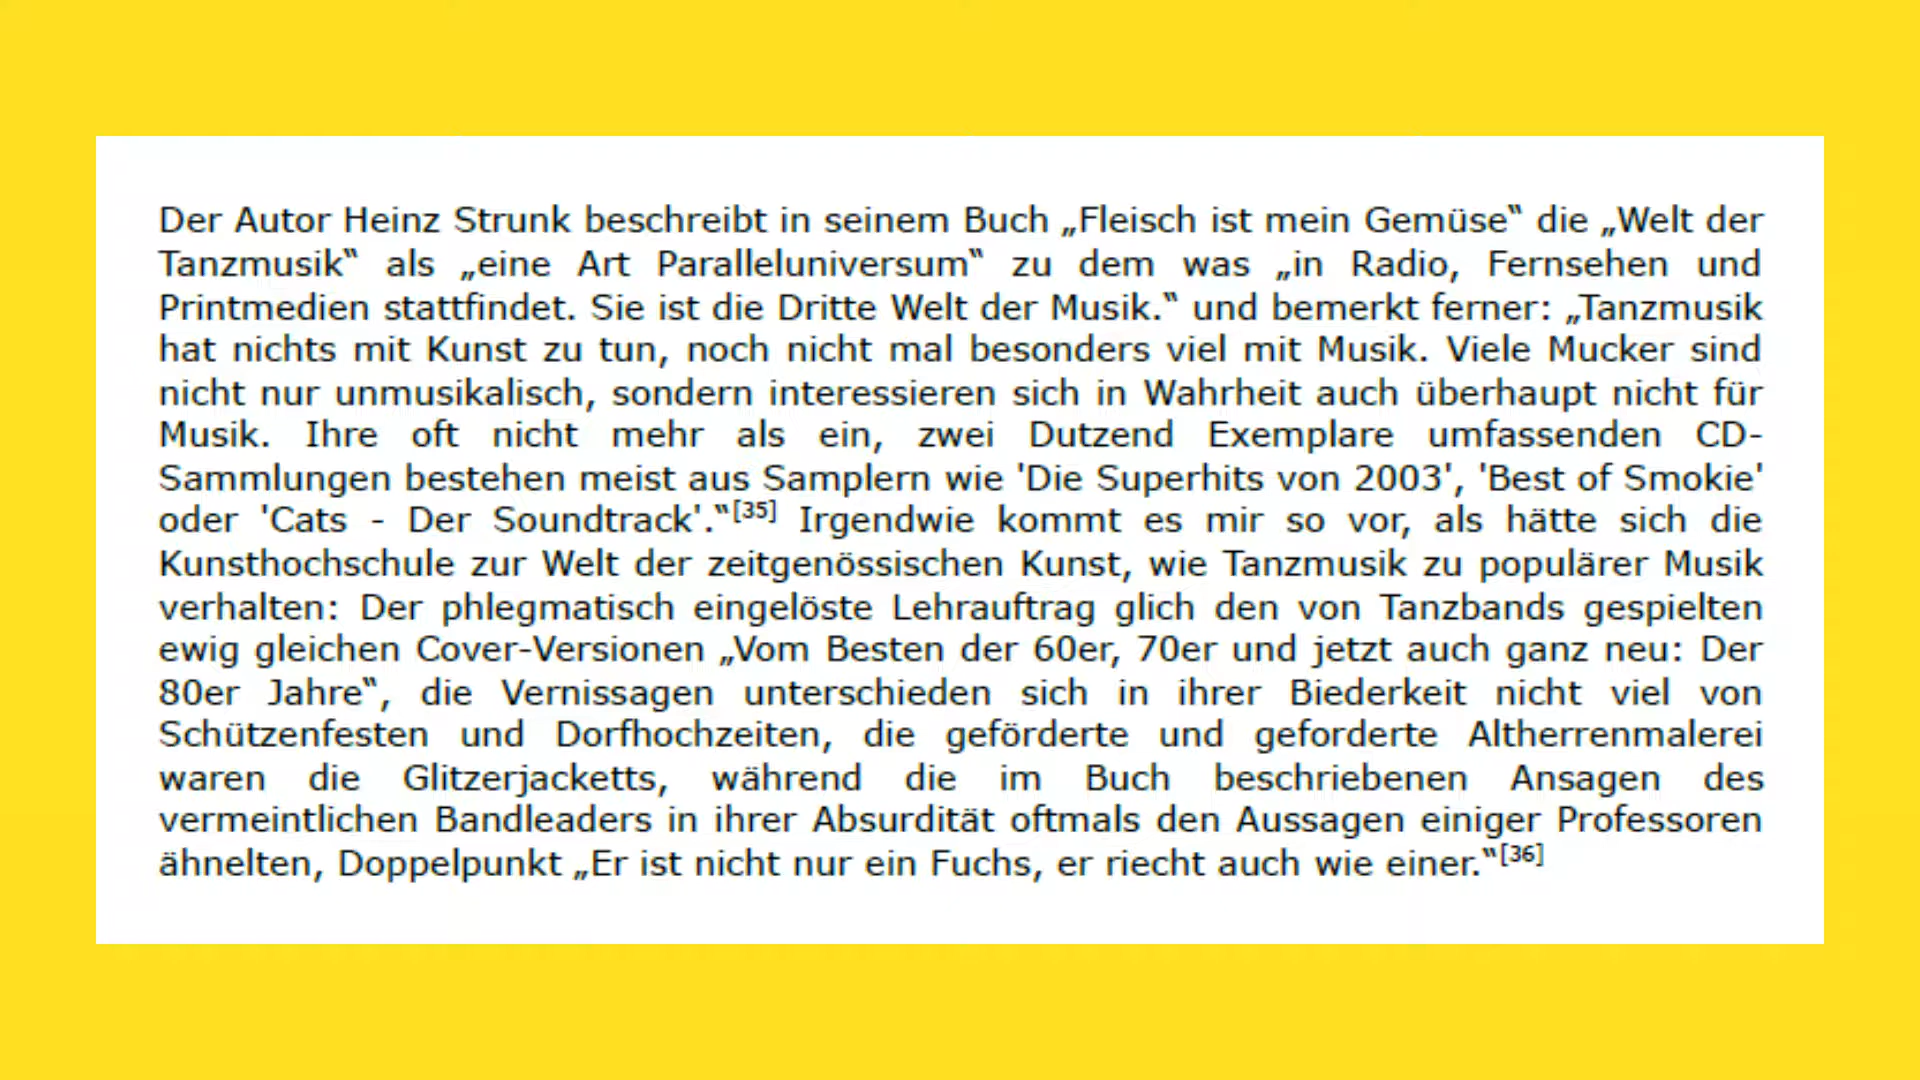 Der Autor Heinz Strunk beschreibt in seinem Buch „Fleisch ist mein Gemüse“ die „Welt der
Tanzmusik“ als „eine Art Paralleluniversum“ zu dem was „in Radio, Fernsehen und
Printmedien stattfindet. Sie ist die Dritte Welt der Musik.“ und bemerkt ferner: „Tanzmusik
hat nichts mit Kunst zu tun, noch nicht mal besonders viel mit Musik. Viele Mucker sind
nicht nur unmusikalisch, sondern interessieren sich in Wahrheit auch überhaupt nicht für
Musik. Ihre oft nicht mehr als ein, zwei Dutzend Exemplare umfassenden CD-
Sammlungen bestehen meist aus Samplern wie 'Die Superhits von 2003', 'Best of Smokie'
oder 'Cats - Der Soundtrack'.“[35] Irgendwie kommt es mir so vor, als hätte sich die
Kunsthochschule zur Welt der zeitgenössischen Kunst, wie Tanzmusik zu populärer Musik
verhalten: Der phlegmatisch eingelöste Lehrauftrag glich den von Tanzbands gespielten
ewig gleichen Cover-Versionen „Vom Besten der 60er, 70er und jetzt auch ganz neu: Der
80er Jahre“, die Vernissagen unterschieden sich in ihrer Biederkeit nicht viel von
Schützenfesten und Dorfhochzeiten, die geförderte und geforderte Altherrenmalerei
waren die Glitzerjacketts, während die im Buch beschriebenen Ansagen des
vermeintlichen Bandleaders in ihrer Absurdität oftmals den Aussagen einiger Professoren
ähnelten, Doppelpunkt „Er ist nicht nur ein Fuchs, er riecht auch wie einer.“[36]